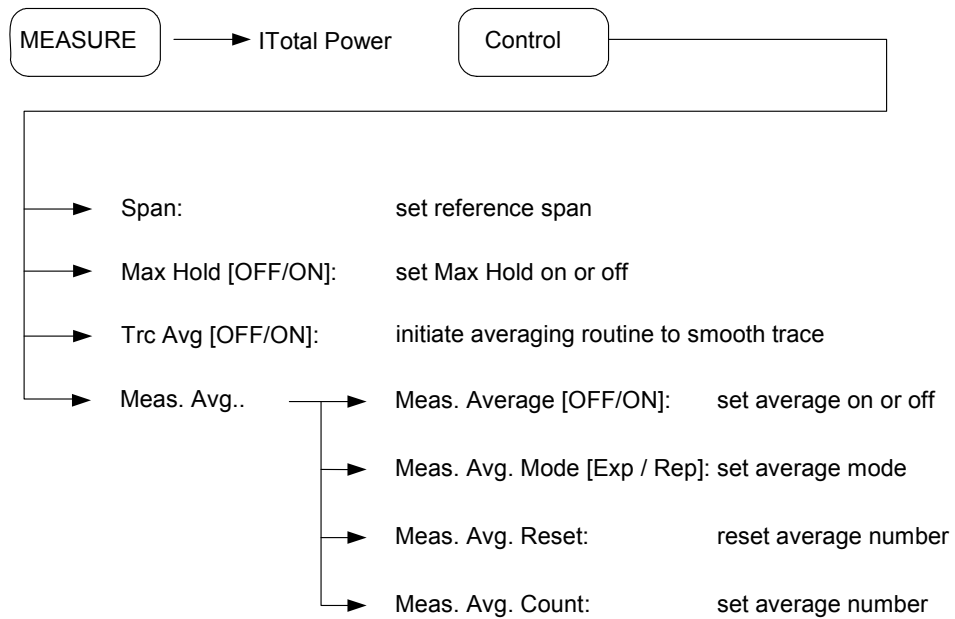 MEASURE ITotal Power Control
Span: set reference span
Max Hold [OFF/ON]: set Max Hold on or off
Trc Avg [OFF/ON]: initiate averaging routine to smooth trace
Meas. Avg.. Meas. Average [OFF/ON]: set average on or off
Meas. Avg. Mode [Exp / Rep]: set average mode
Meas. Avg. Reset: reset average number
Meas. Avg. Count: set average number